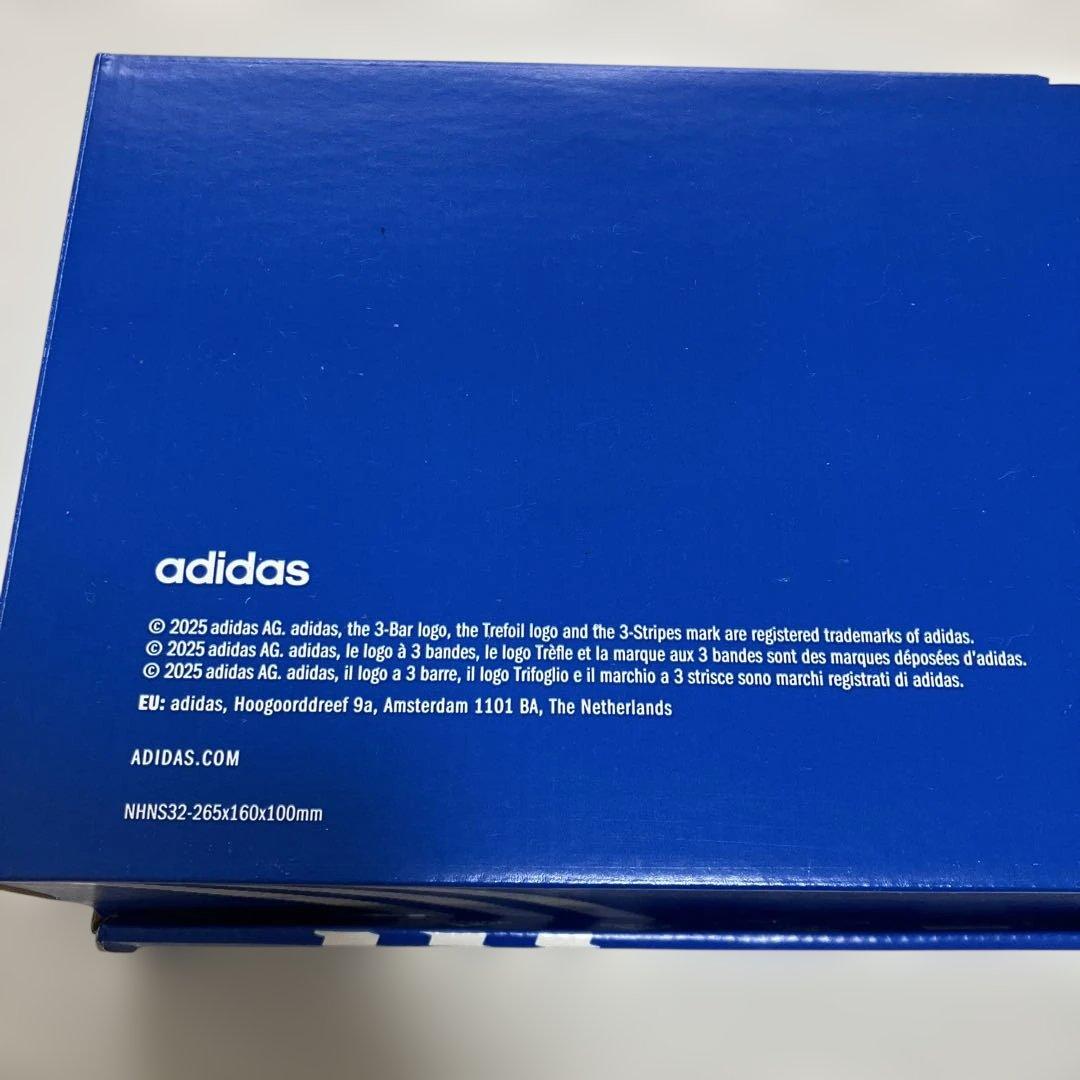 adidas
© 2025 adidas AG. adidas, the 3-Bar logo, the Trefoil logo and the 3-Stripes mark are registered trademarks of adidas.
© 2025 adidas AG. adidas, le logo à 3 bandes, le logo Trèfle et la marque aux 3 bandes sont des marques déposées d'adidas.
© 2025 adidas AG. adidas, il logo a 3 barre, il logo Trifoglio e il marchio a 3 strisce sono marchi registrati di adidas.
EU: adidas, Hoogoorddreef 9a, Amsterdam 1101 BA, The Netherlands
ADIDAS.COM
NHNS32-265x160x100mm